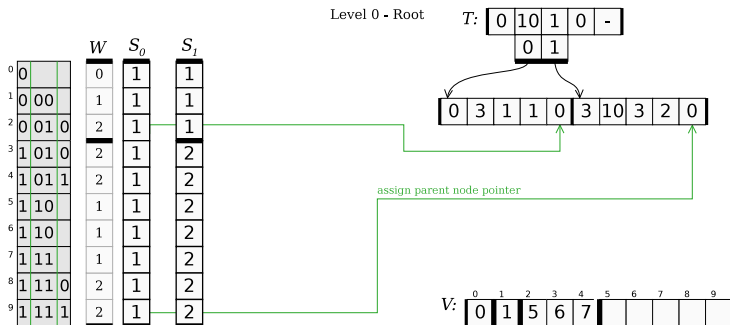 Level 0 - Root
T: 0 10 1 0 -
0 1
W S0 S1
0 0 0 1 1
1 0 00 1 1 1
2 0 01 0 2 1 1
3 1 01 0 2 1 2
4 1 01 1 2 1 2
5 1 10 1 1 2
6 1 10 1 1 2
7 1 11 1 1 2
8 1 11 0 2 1 2
9 1 11 1 2 1 2
0 3 1 1 0 3 10 3 2 0
assign parent node pointer
0 1 2 3 4 5 6 7 8 9
V: 0 1 5 6 7